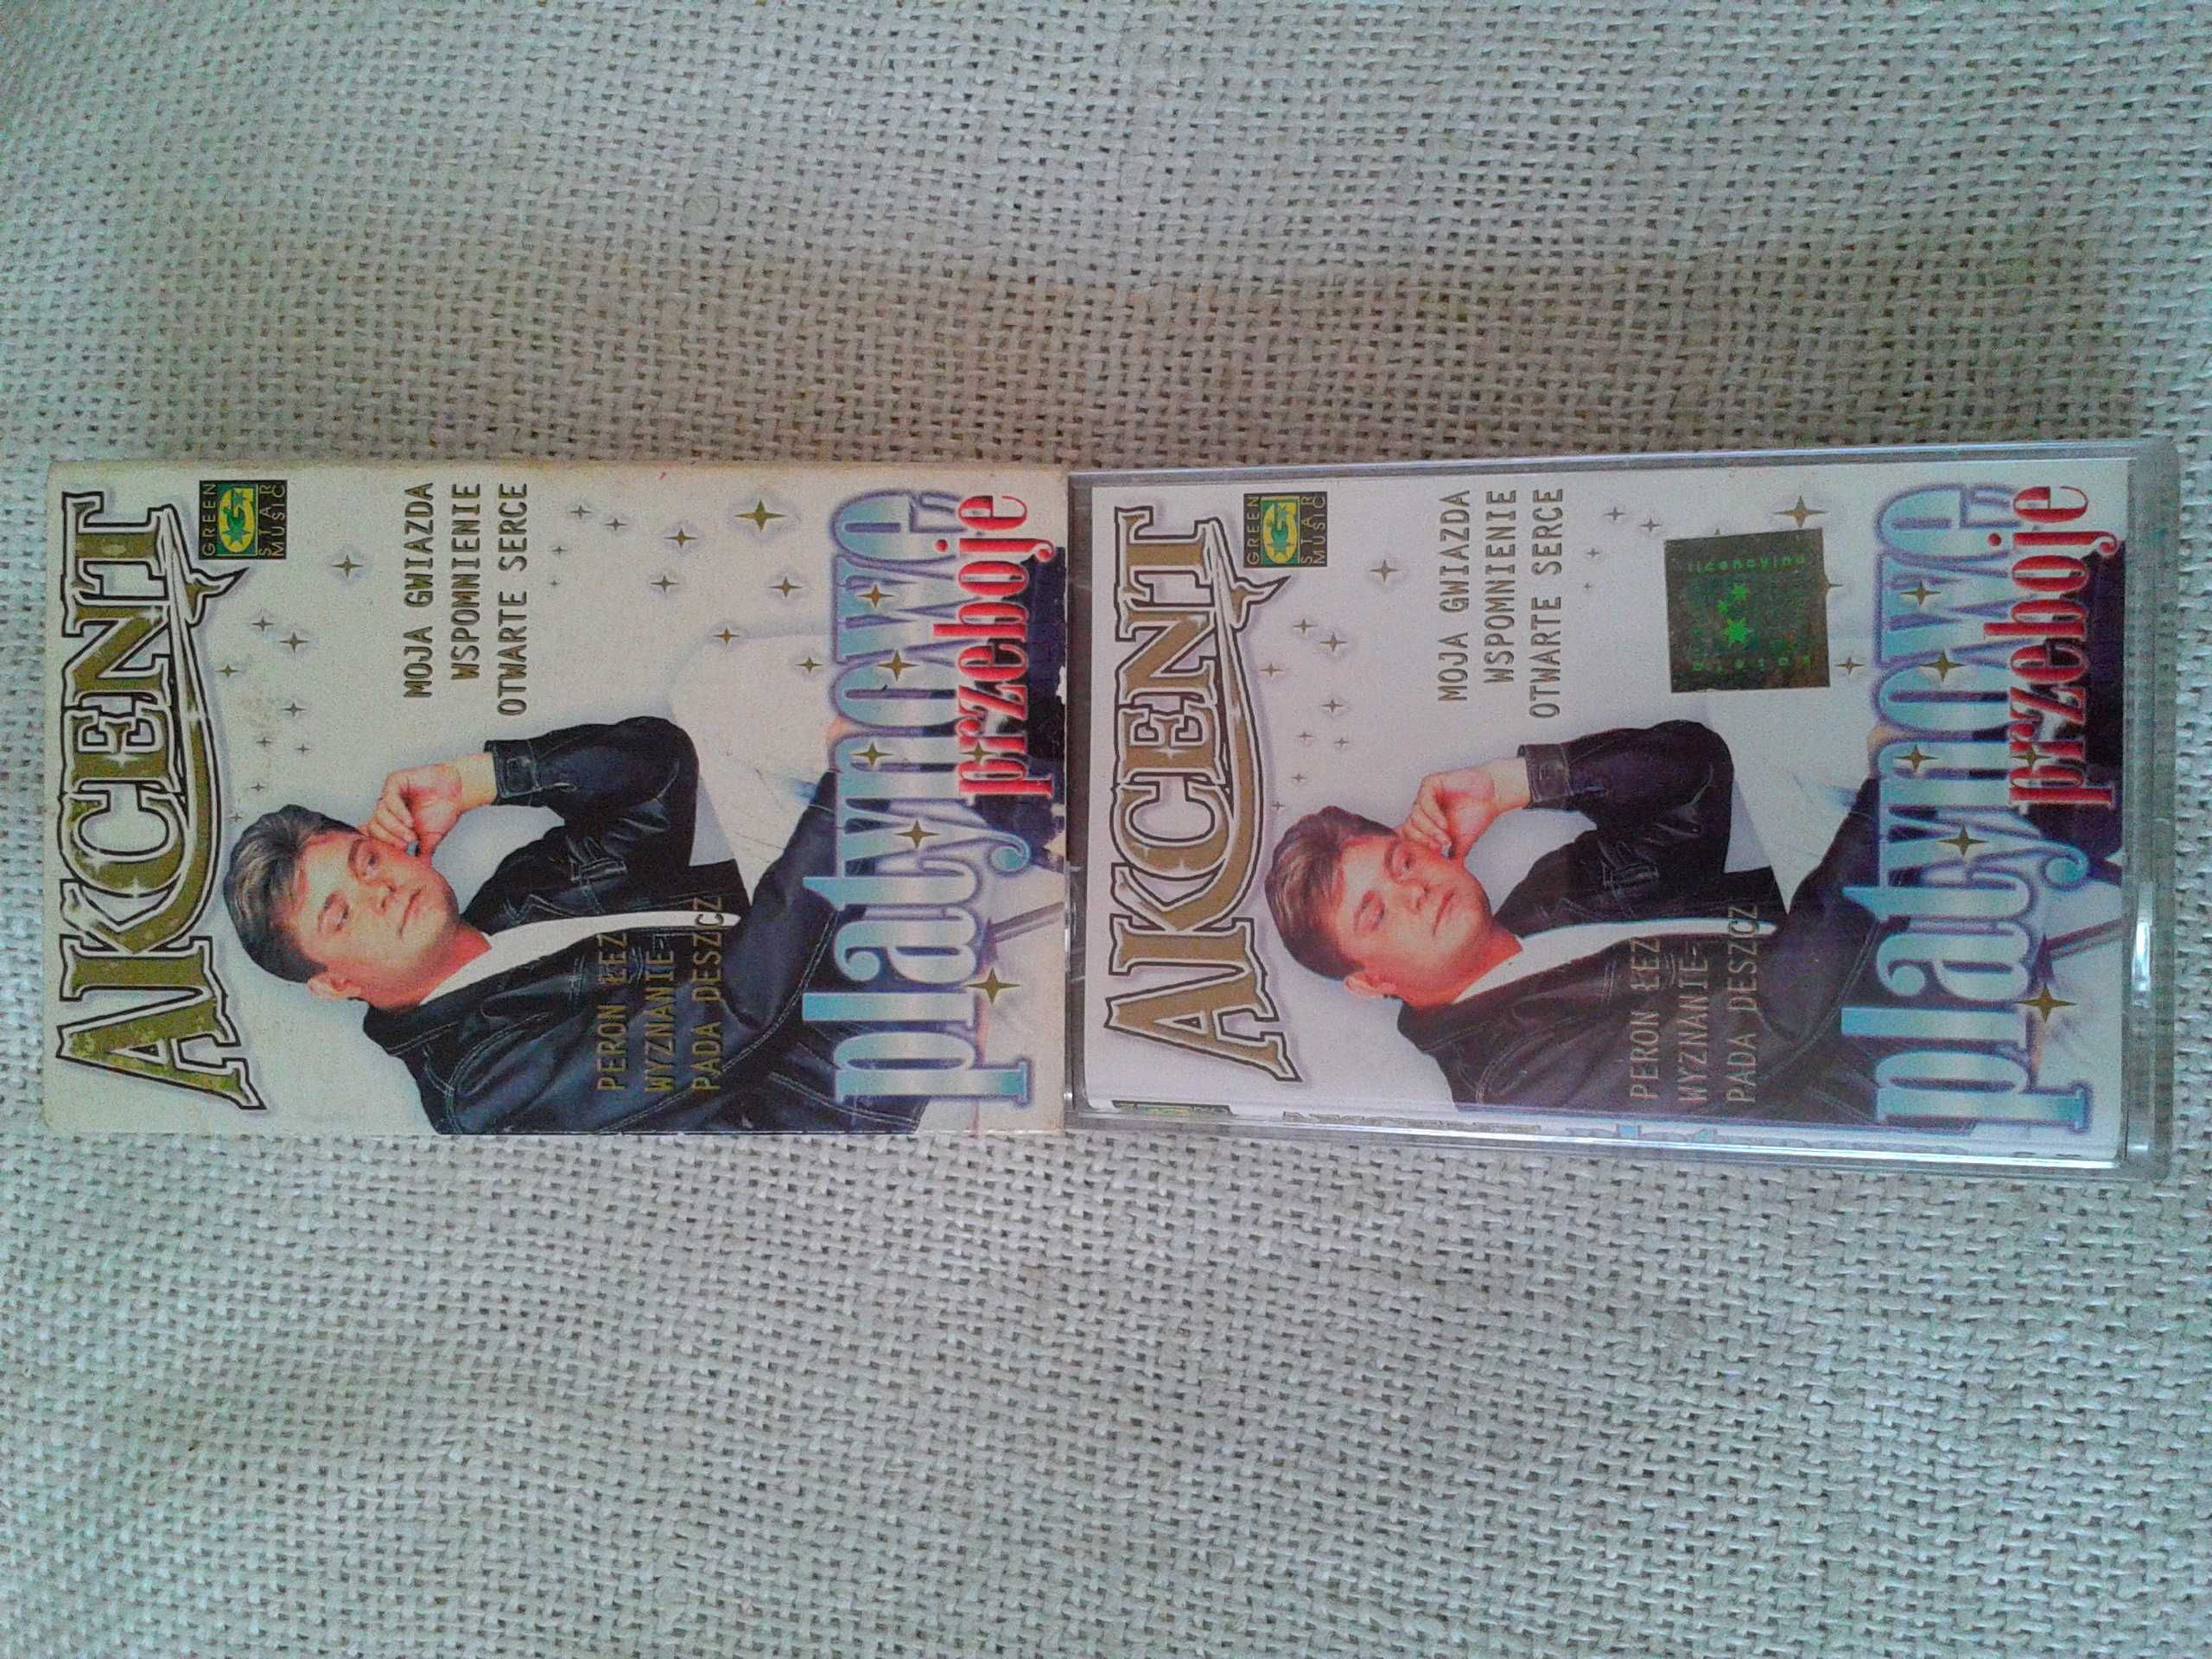 AKCENT
GREEN
STAR
MUSIC
MOJA GWIAZDA
WSPOMNIENIE
OTWARTE SERCE
PERON ŁEZ
WYZNANIE
PADA DESZCZ
platynowe
przeboje
AKCENT
GREEN
STAR
MUSIC
MOJA GWIAZDA
WSPOMNIENIE
OTWARTE SERCE
PERON ŁEZ
WYZNANIE
PADA DESZCZ
platynowe
przeboje